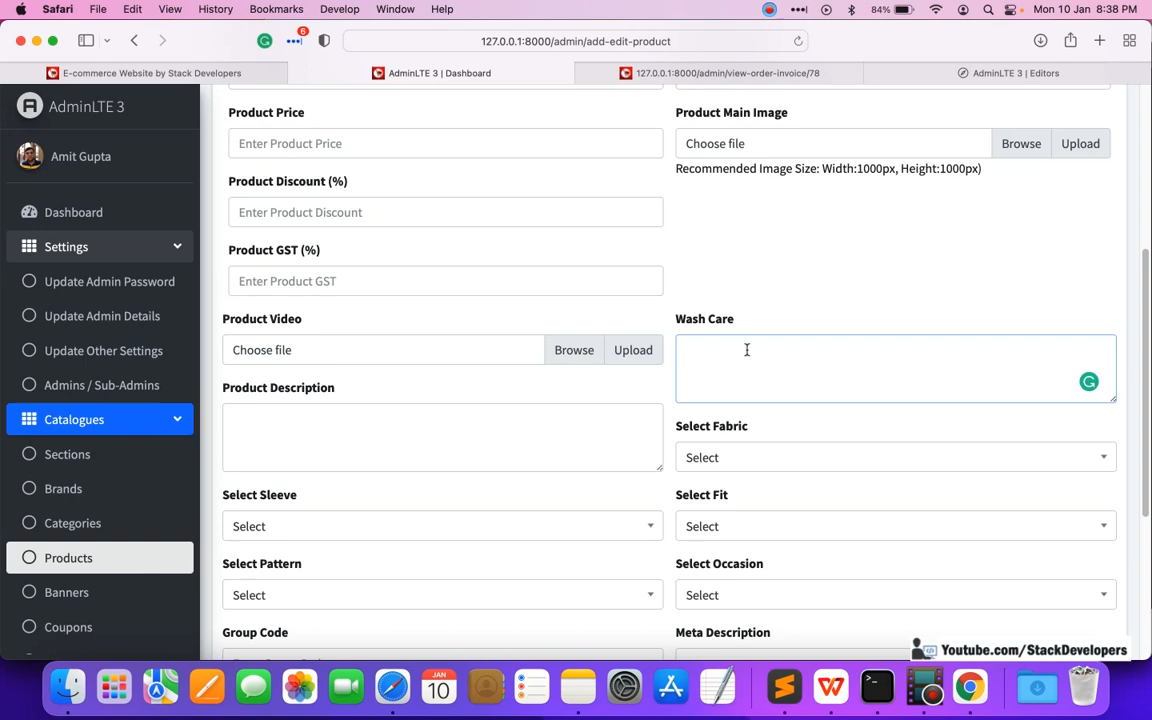 Safari File Edit View History Bookmarks Develop Window Help 6 84% Mon 10 Jan 8:38 PM
127.0.0.1:8000/admin/add-edit-product
E-commerce Website by Stack Developers AdminLTE 3 | Dashboard 127.0.0.1:8000/admin/view-order-invoice/78 AdminLTE 3 | Editors
AdminLTE 3
Amit Gupta
Dashboard
Settings
Update Admin Password
Update Admin Details
Update Other Settings
Admins / Sub-Admins
Catalogues
Sections
Brands
Categories
Products
Banners
Coupons
Product Price
Enter Product Price
Product Main Image
Choose file Browse Upload
Recommended Image Size: Width:1000px, Height:1000px)
Product Discount (%)
Enter Product Discount
Product GST (%)
Enter Product GST
Product Video
Choose file Browse Upload
Wash Care
Product Description
Select Fabric
Select
Select Sleeve
Select
Select Fit
Select
Select Pattern
Select
Select Occasion
Select
Group Code
Meta Description
Youtube.com/StackDevelopers
JAN
10